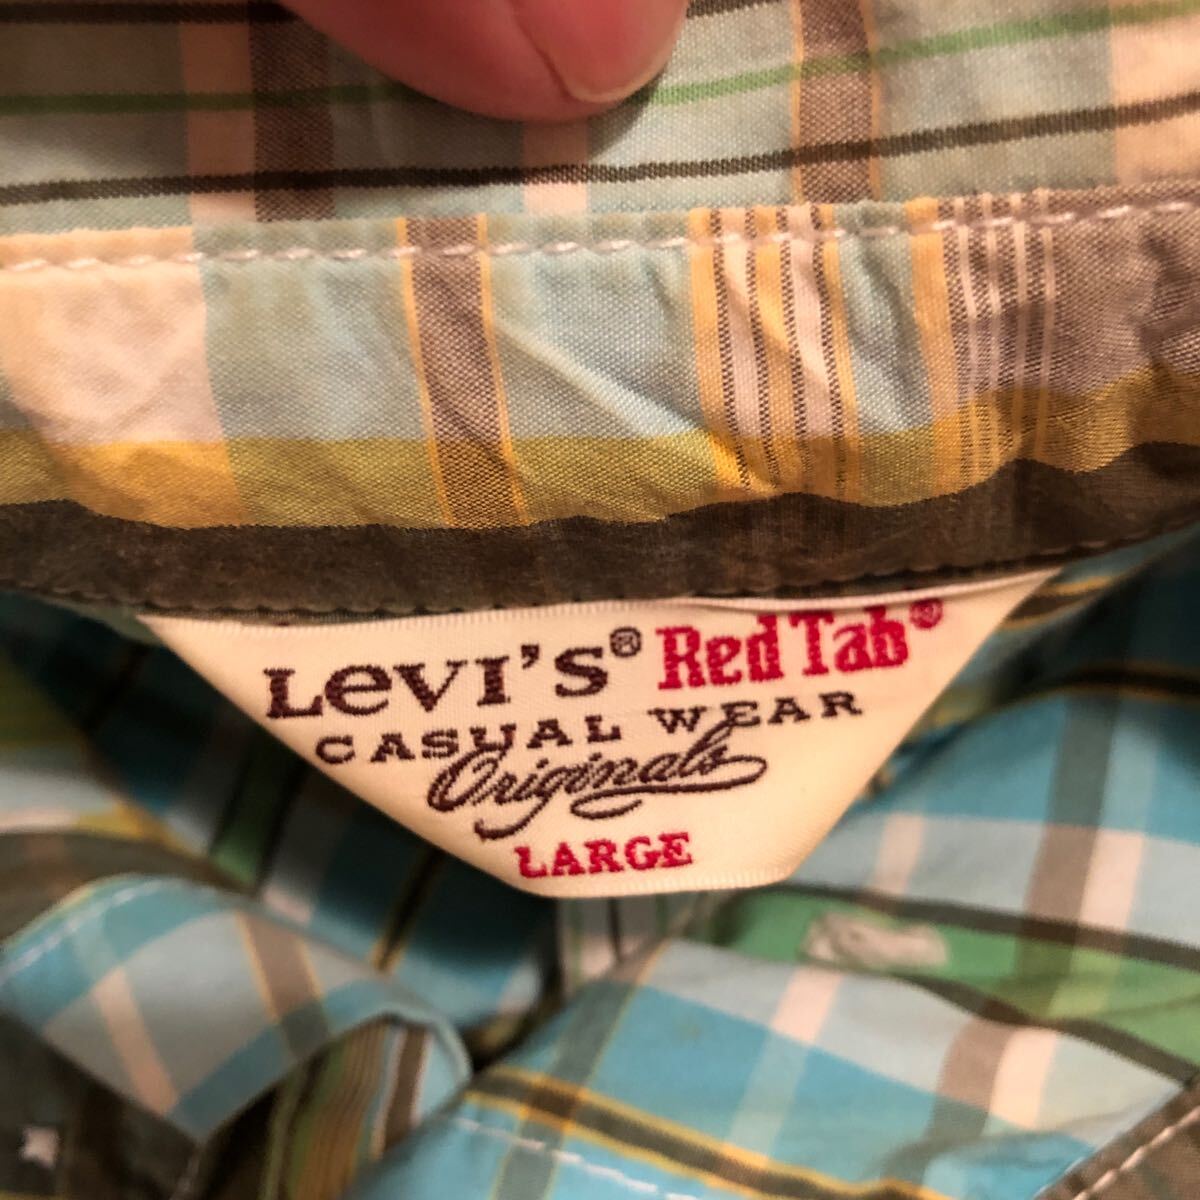 Levi's® Red Tab®
CASUAL WEAR
Originals
LARGE